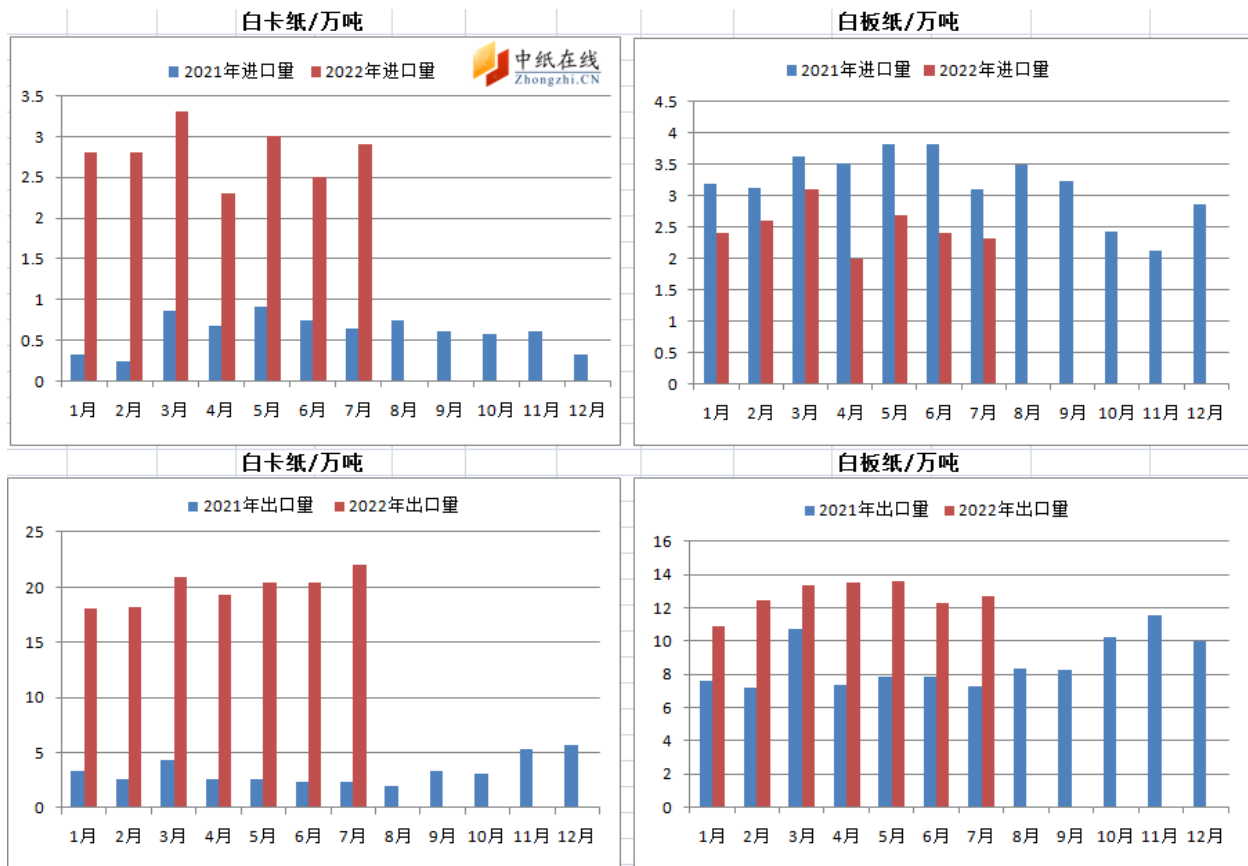 白卡纸/万吨
中纸在线
Zhongzhi.CN
2021年进口量 2022年进口量
3.5
3
2.5
2
1.5
1
0.5
0
1月 2月 3月 4月 5月 6月 7月 8月 9月 10月 11月 12月
白板纸/万吨
2021年进口量 2022年进口量
4.5
4
3.5
3
2.5
2
1.5
1
0.5
0
1月 2月 3月 4月 5月 6月 7月 8月 9月 10月 11月 12月
白卡纸/万吨
2021年出口量 2022年出口量
25
20
15
10
5
0
1月 2月 3月 4月 5月 6月 7月 8月 9月 10月 11月 12月
白板纸/万吨
2021年出口量 2022年出口量
16
14
12
10
8
6
4
2
0
1月 2月 3月 4月 5月 6月 7月 8月 9月 10月 11月 12月